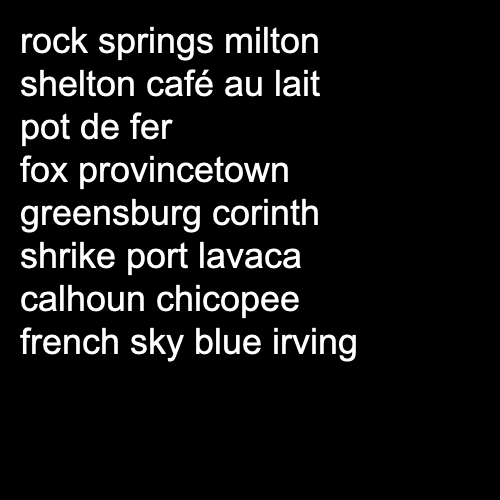 rock springs milton
shelton café au lait
pot de fer
fox provincetown
greensburg corinth
shrike port lavaca
calhoun chicopee
french sky blue irving